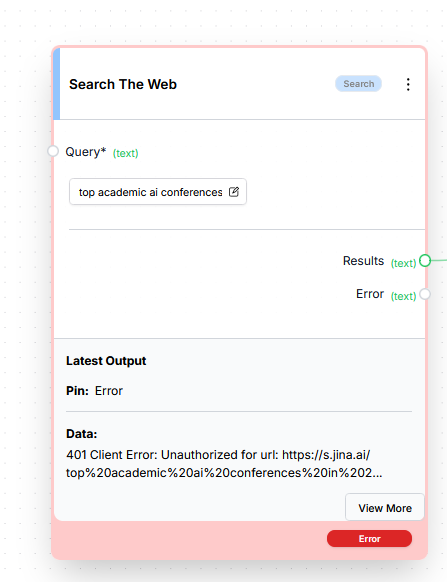 Search The Web
Search
Query* (text)
top academic ai conferences
Results (text)
Error (text)
Latest Output
Pin: Error
Data:
401 Client Error: Unauthorized for url: https://s.jina.ai/
top%20academic%20ai%20conferences%20in%202...
View More
Error